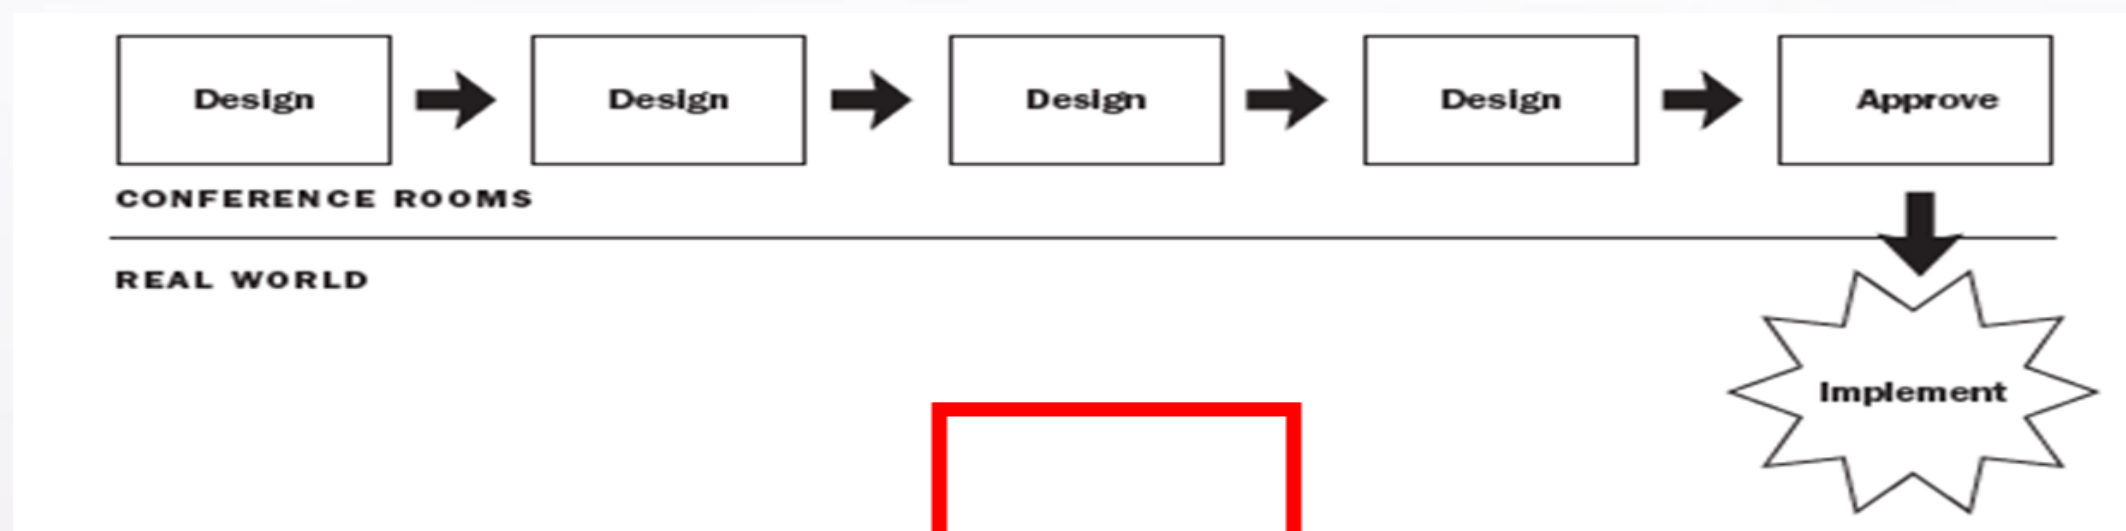 Design Design Design Design Approve
CONFERENCE ROOMS
REAL WORLD
Implement